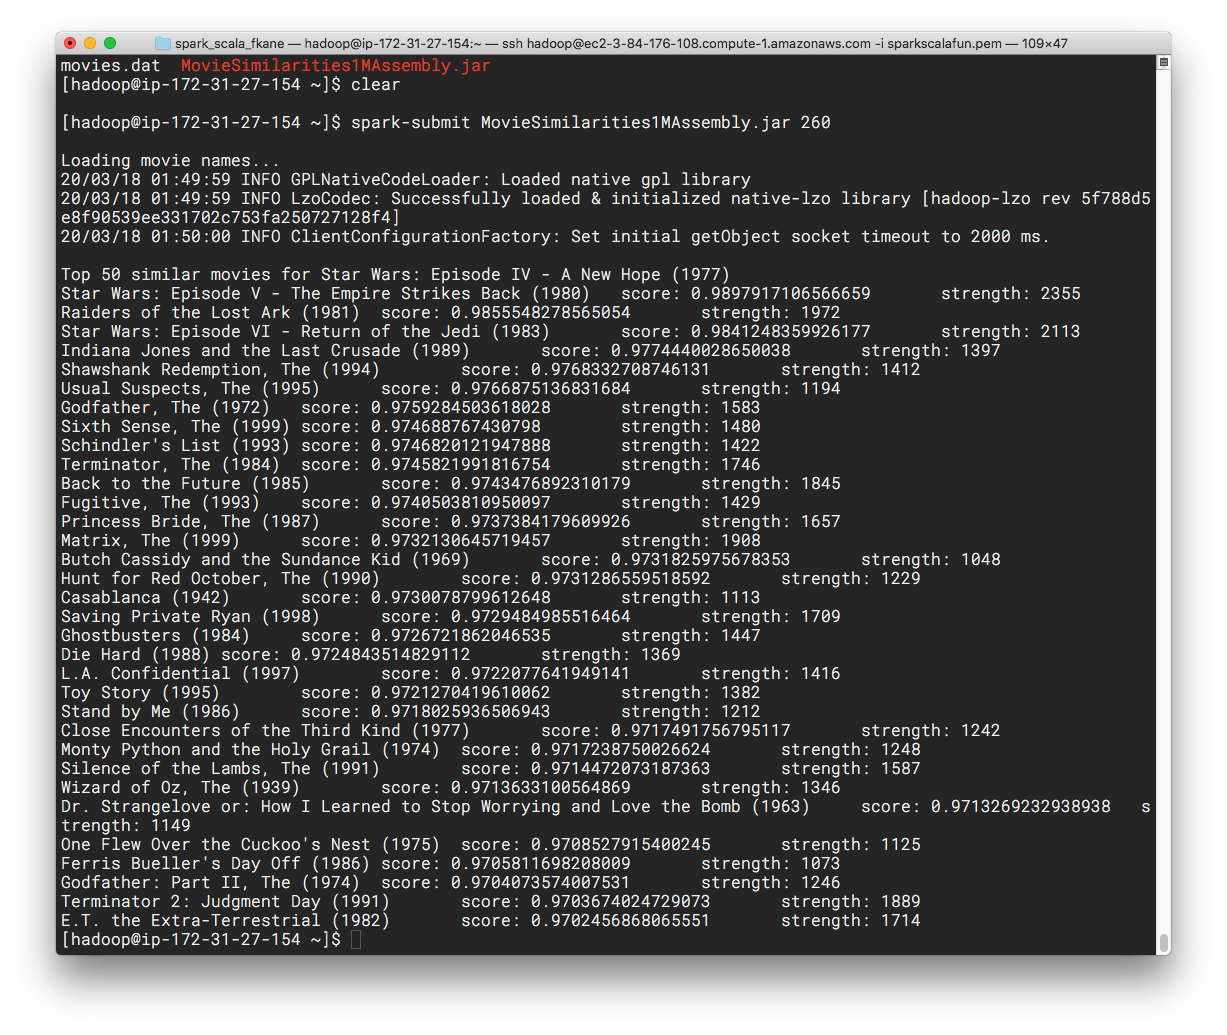 spark_scala_fkane — hadoop@ip-172-31-27-154:~ — ssh hadoop@ec2-3-84-176-108.compute-1.amazonaws.com -i sparkscalafun.pem — 109×47
movies.dat  MovieSimilarities1MAssembly.jar
[hadoop@ip-172-31-27-154 ~]$ clear
[hadoop@ip-172-31-27-154 ~]$ spark-submit MovieSimilarities1MAssembly.jar 260
Loading movie names...
20/03/18 01:49:59 INFO GPLNativeCodeLoader: Loaded native gpl library
20/03/18 01:49:59 INFO LzoCodec: Successfully loaded & initialized native-lzo library [hadoop-lzo rev 5f788d5
e8f90539ee331702c753fa250727128f4]
20/03/18 01:50:00 INFO ClientConfigurationFactory: Set initial getObject socket timeout to 2000 ms.
Top 50 similar movies for Star Wars: Episode IV - A New Hope (1977)
Star Wars: Episode V - The Empire Strikes Back (1980)   score: 0.9897917106566659       strength: 2355
Raiders of the Lost Ark (1981)  score: 0.9855548278565054       strength: 1972
Star Wars: Episode VI - Return of the Jedi (1983)       score: 0.9841248359926177       strength: 2113
Indiana Jones and the Last Crusade (1989)       score: 0.9774440028650038       strength: 1397
Shawshank Redemption, The (1994)        score: 0.9768332708746131       strength: 1412
Usual Suspects, The (1995)      score: 0.9766875136831684       strength: 1194
Godfather, The (1972)   score: 0.9759284503618028       strength: 1583
Sixth Sense, The (1999) score: 0.974688767430798        strength: 1480
Schindler's List (1993) score: 0.9746820121947888       strength: 1422
Terminator, The (1984)  score: 0.9745821991816754       strength: 1746
Back to the Future (1985)       score: 0.9743476892310179       strength: 1845
Fugitive, The (1993)    score: 0.9740503810950097       strength: 1429
Princess Bride, The (1987)      score: 0.9737384179609926       strength: 1657
Matrix, The (1999)      score: 0.9732130645719457       strength: 1908
Butch Cassidy and the Sundance Kid (1969)       score: 0.9731825975678353       strength: 1048
Hunt for Red October, The (1990)        score: 0.9731286559518592       strength: 1229
Casablanca (1942)       score: 0.9730078799612648       strength: 1113
Saving Private Ryan (1998)      score: 0.9729484985516464       strength: 1709
Ghostbusters (1984)     score: 0.9726721862046535       strength: 1447
Die Hard (1988) score: 0.9724843514829112       strength: 1369
L.A. Confidential (1997)        score: 0.9722077641949141       strength: 1416
Toy Story (1995)        score: 0.9721270419610062       strength: 1382
Stand by Me (1986)      score: 0.9718025936506943       strength: 1212
Close Encounters of the Third Kind (1977)       score: 0.9717491756795117       strength: 1242
Monty Python and the Holy Grail (1974)  score: 0.9717238750026624       strength: 1248
Silence of the Lambs, The (1991)        score: 0.9714472073187363       strength: 1587
Wizard of Oz, The (1939)        score: 0.9713633100564869       strength: 1346
Dr. Strangelove or: How I Learned to Stop Worrying and Love the Bomb (1963)     score: 0.9713269232938938   s
trength: 1149
One Flew Over the Cuckoo's Nest (1975)  score: 0.9708527915400245       strength: 1125
Ferris Bueller's Day Off (1986) score: 0.9705811698208009       strength: 1073
Godfather: Part II, The (1974)  score: 0.9704073574007531       strength: 1246
Terminator 2: Judgment Day (1991)       score: 0.9703674024729073       strength: 1889
E.T. the Extra-Terrestrial (1982)       score: 0.9702456868065551       strength: 1714
[hadoop@ip-172-31-27-154 ~]$